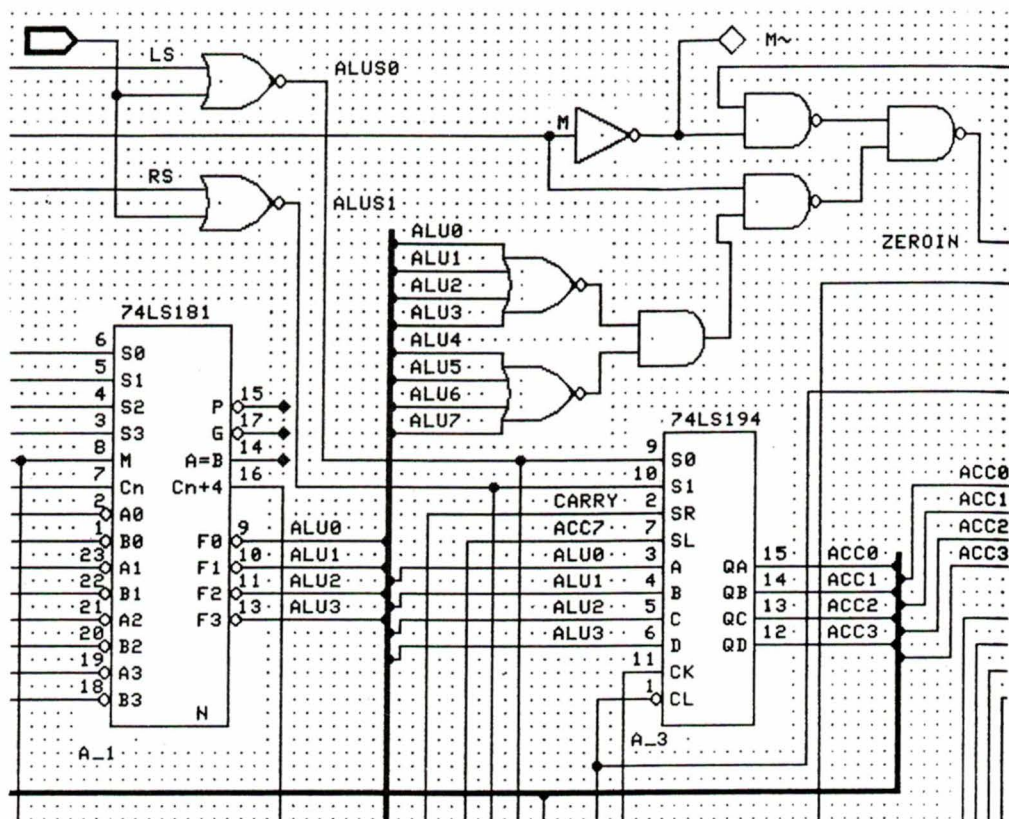 LS
ALUS0
M~
M
RS
ALUS1
ZEROIN
ALU0
ALU1
ALU2
ALU3
ALU4
ALU5
ALU6
ALU7
74LS181
6 S0
5 S1
4 S2
3 S3
8 M
7 Cn
2 A0
1 B0
23 A1
22 B1
21 A2
20 B2
19 A3
18 B3
P 15
G 17
A=B 14
Cn+4 16
F0 9 ALU0
F1 10 ALU1
F2 11 ALU2
F3 13 ALU3
N
A_1
74LS194
9 S0
10 S1
CARRY 2 SR
ACC7 7 SL
ALU0 3 A
ALU1 4 B
ALU2 5 C
ALU3 6 D
11 CK
1 CL
QA 15 ACC0
QB 14 ACC1
QC 13 ACC2
QD 12 ACC3
A_3
ACC0
ACC1
ACC2
ACC3